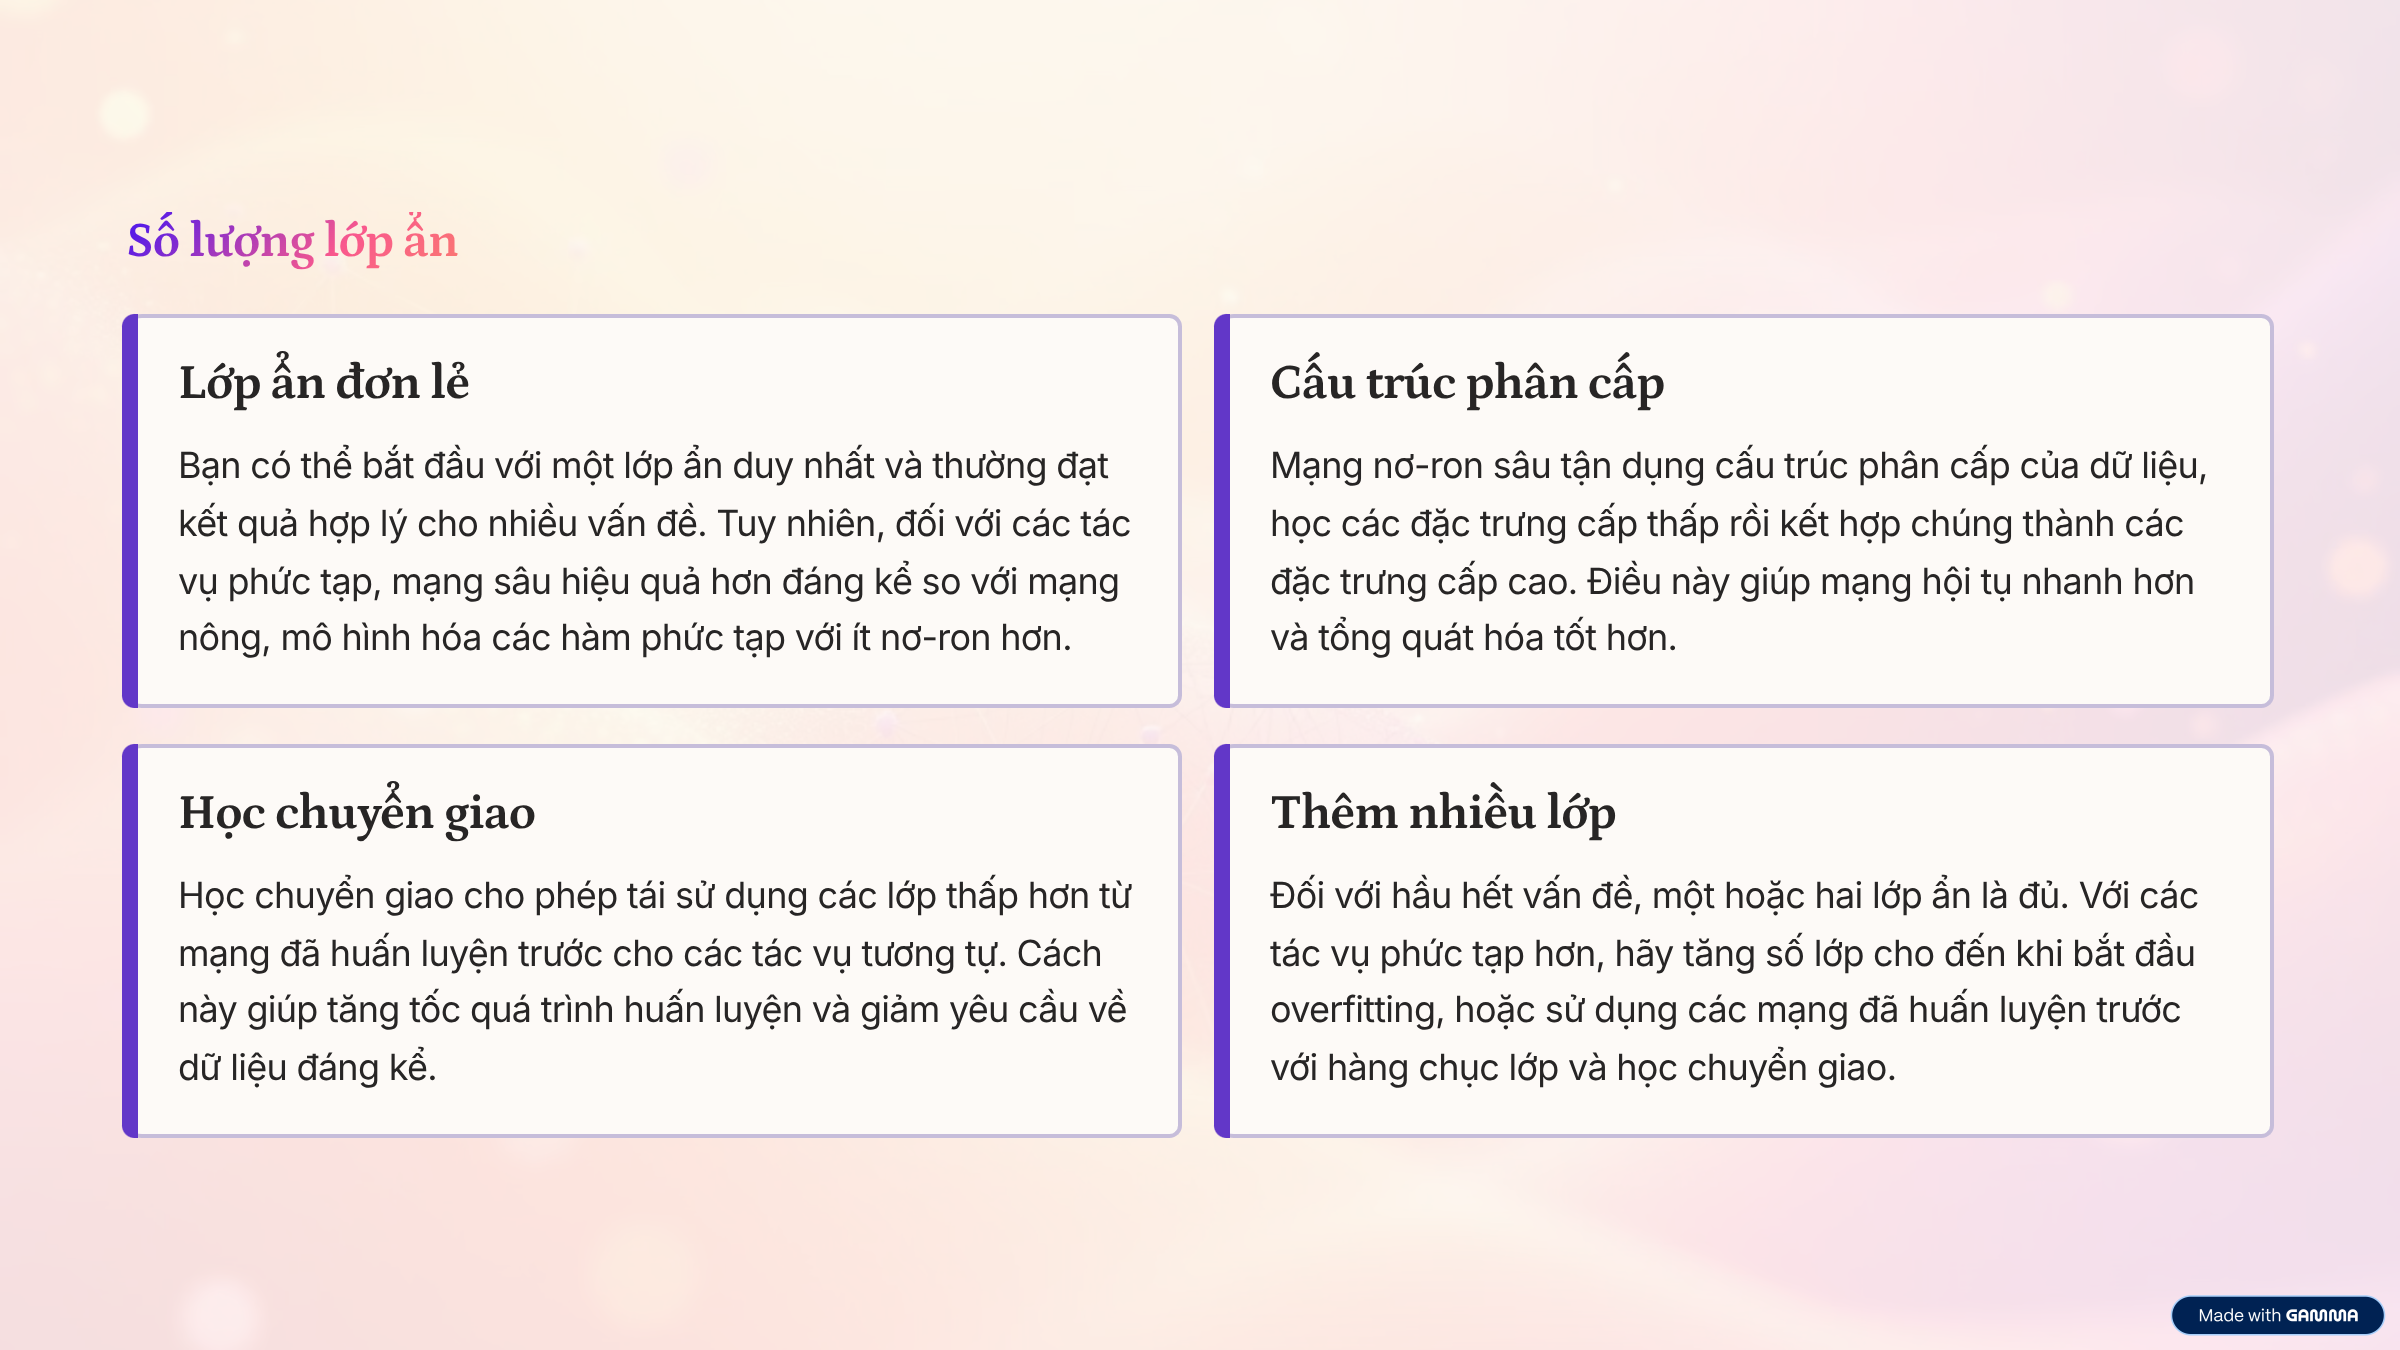 Số lượng lớp ẩn
Lớp ẩn đơn lẻ
Bạn có thể bắt đầu với một lớp ẩn duy nhất và thường đạt
kết quả hợp lý cho nhiều vấn đề. Tuy nhiên, đối với các tác
vụ phức tạp, mạng sâu hiệu quả hơn đáng kể so với mạng
nông, mô hình hóa các hàm phức tạp với ít nơ-ron hơn.
Cấu trúc phân cấp
Mạng nơ-ron sâu tận dụng cấu trúc phân cấp của dữ liệu,
học các đặc trưng cấp thấp rồi kết hợp chúng thành các
đặc trưng cấp cao. Điều này giúp mạng hội tụ nhanh hơn
và tổng quát hóa tốt hơn.
Học chuyển giao
Học chuyển giao cho phép tái sử dụng các lớp thấp hơn từ
mạng đã huấn luyện trước cho các tác vụ tương tự. Cách
này giúp tăng tốc quá trình huấn luyện và giảm yêu cầu về
dữ liệu đáng kể.
Thêm nhiều lớp
Đối với hầu hết vấn đề, một hoặc hai lớp ẩn là đủ. Với các
tác vụ phức tạp hơn, hãy tăng số lớp cho đến khi bắt đầu
overfitting, hoặc sử dụng các mạng đã huấn luyện trước
với hàng chục lớp và học chuyển giao.
Made with GAMMA